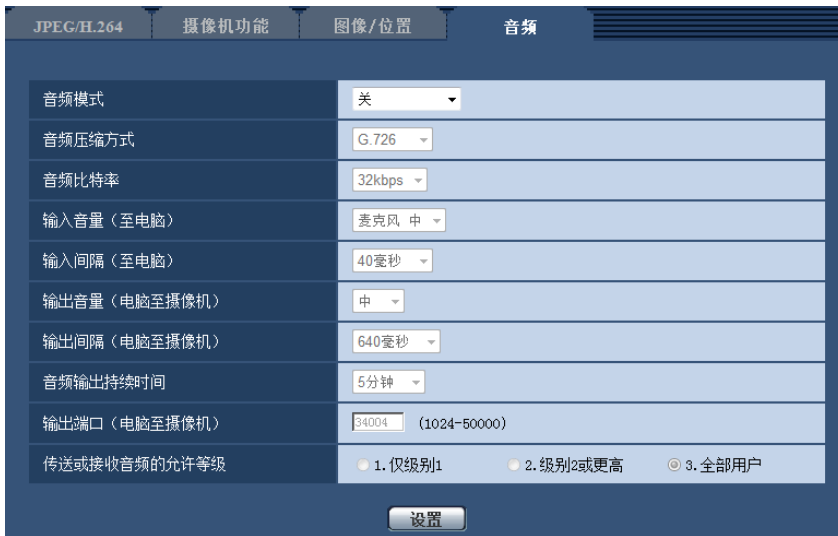 JPEG/H.264 摄像机功能 图像/位置 音频
音频模式 关
音频压缩方式 G.726
音频比特率 32kbps
输入音量（至电脑） 麦克风 中
输入间隔（至电脑） 40毫秒
输出音量（电脑至摄像机） 中
输出间隔（电脑至摄像机） 640毫秒
音频输出持续时间 5分钟
输出端口（电脑至摄像机） 34004 (1024-50000)
传送或接收音频的允许等级 1.仅级别1 2.级别2或更高 3.全部用户
设置